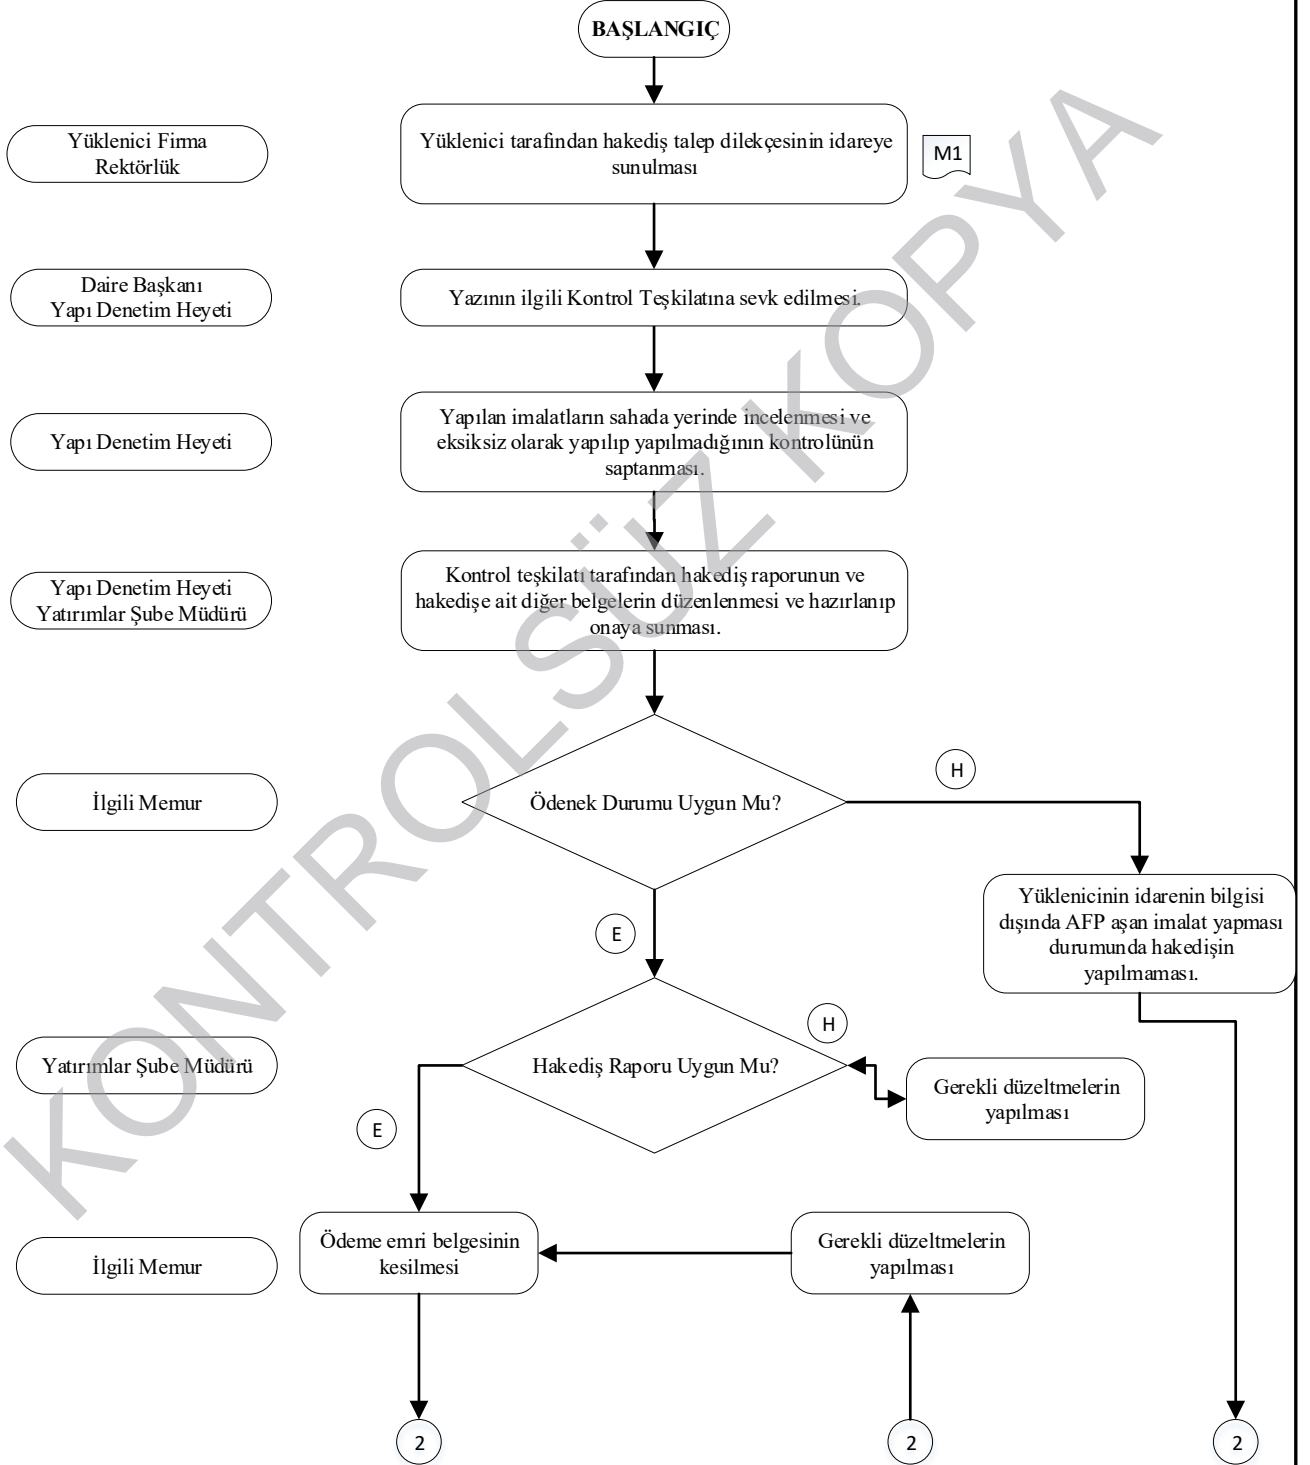 BAŞLANGIÇ
Yüklenici Firma
Rektörlük
Yüklenici tarafından hakediş talep dilekçesinin idareye
sunulması
M1
Daire Başkanı
Yapı Denetim Heyeti
Yazının ilgili Kontrol Teşkilatına sevk edilmesi.
Yapı Denetim Heyeti
Yapılan imalatların sahada yerinde incelenmesi ve
eksiksiz olarak yapılıp yapılmadığının kontrolünün
saptanması.
Yapı Denetim Heyeti
Yatırımlar Şube Müdürü
Kontrol teşkilatı tarafından hakediş raporunun ve
hakedişe ait diğer belgelerin düzenlenmesi ve hazırlanıp
onaya sunması.
İlgili Memur
Ödenek Durumu Uygun Mu?
H
E
Yüklenicinin idarenin bilgisi
dışında AFP aşan imalat yapması
durumunda hakedişin
yapılmaması.
Yatırımlar Şube Müdürü
Hakediş Raporu Uygun Mu?
H
E
Gerekli düzeltmelerin
yapılması
İlgili Memur
Ödeme emri belgesinin
kesilmesi
Gerekli düzeltmelerin
yapılması
2
2
2
KONTROLSÜZ KOPYA